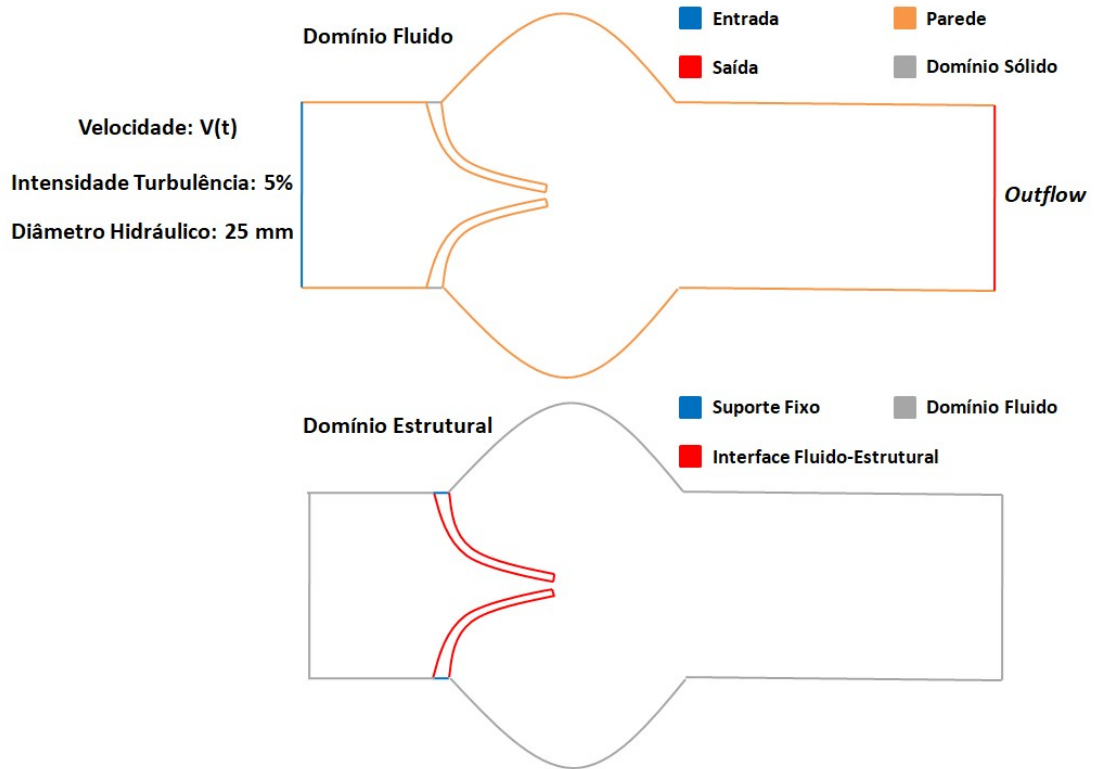 Domínio Fluido
Entrada
Parede
Saída
Domínio Sólido
Velocidade: V(t)
Intensidade Turbulência: 5%
Diâmetro Hidráulico: 25 mm
Outflow
Domínio Estrutural
Suporte Fixo
Domínio Fluido
Interface Fluido-Estrutural